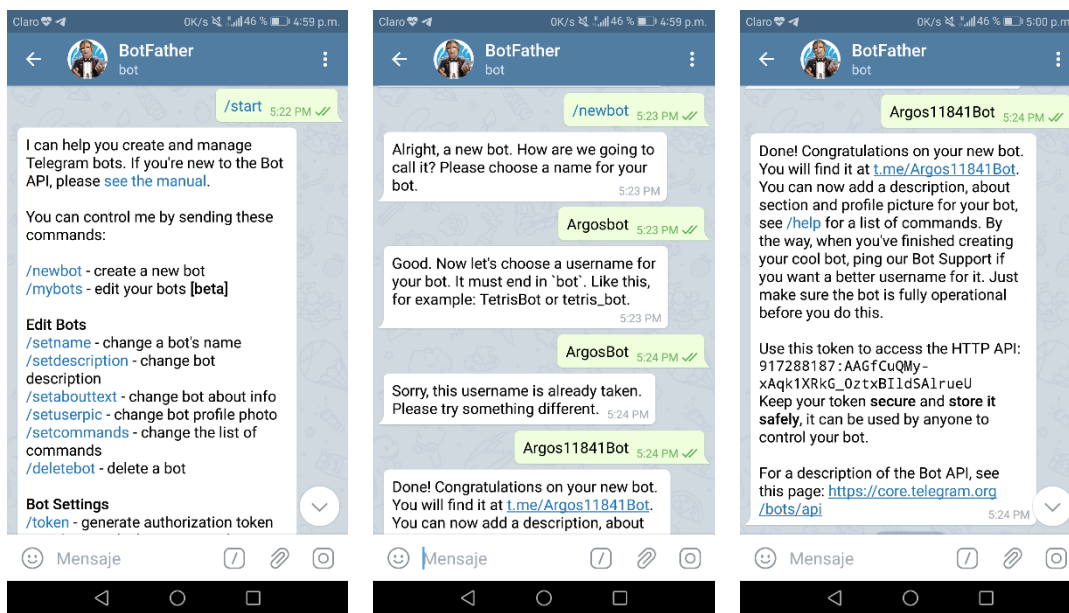 Claro
0K/s 46 % 4:59 p.m.
BotFather
bot
/start 5:22 PM
I can help you create and manage
Telegram bots. If you're new to the Bot
API, please see the manual.
You can control me by sending these
commands:
/newbot - create a new bot
/mybots - edit your bots [beta]
Edit Bots
/setname - change a bot's name
/setdescription - change bot
description
/setabouttext - change bot about info
/setuserpic - change bot profile photo
/setcommands - change the list of
commands
/deletebot - delete a bot
Bot Settings
/token - generate authorization token
Mensaje
Claro
0K/s 46 % 4:59 p.m.
BotFather
bot
/newbot 5:23 PM
Alright, a new bot. How are we going to
call it? Please choose a name for your
bot.
5:23 PM
Argosbot 5:23 PM
Good. Now let's choose a username for
your bot. It must end in `bot`. Like this,
for example: TetrisBot or tetris_bot.
5:23 PM
ArgosBot 5:24 PM
Sorry, this username is already taken.
Please try something different. 5:24 PM
Argos11841Bot 5:24 PM
Done! Congratulations on your new bot.
You will find it at t.me/Argos11841Bot.
You can now add a description, about
Mensaje
Claro
0K/s 46 % 5:00 p.m
BotFather
bot
Argos11841Bot 5:24 PM
Done! Congratulations on your new bot.
You will find it at t.me/Argos11841Bot.
You can now add a description, about
section and profile picture for your bot,
see /help for a list of commands. By
the way, when you've finished creating
your cool bot, ping our Bot Support if
you want a better username for it. Just
make sure the bot is fully operational
before you do this.
Use this token to access the HTTP API:
917288187:AAGfCuQMy-
xAqk1XRkG_OztxBIldSAlrueU
Keep your token secure and store it
safely, it can be used by anyone to
control your bot.
For a description of the Bot API, see
this page: https://core.telegram.org
/bots/api
5:24 PM
Mensaje